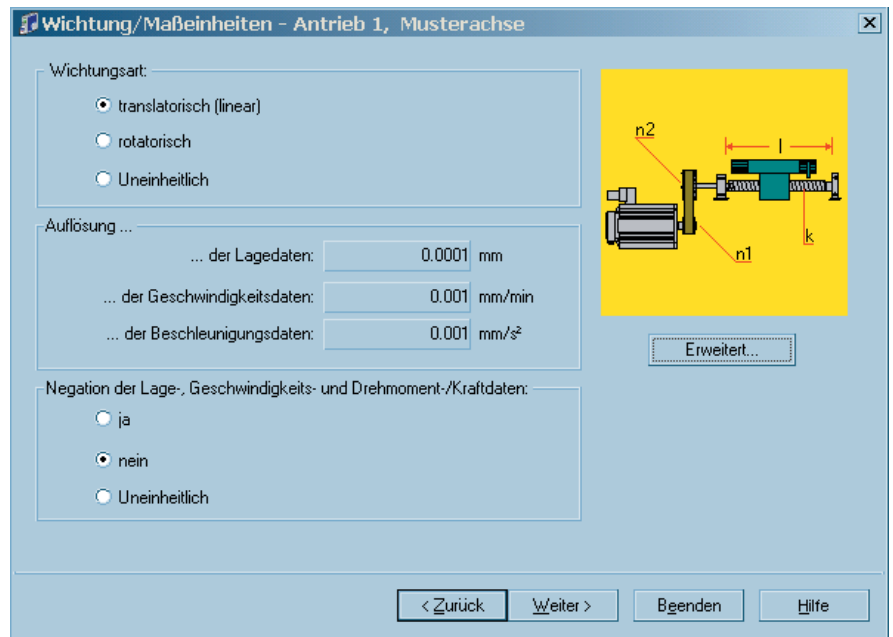 Wichtung/Maßeinheiten - Antrieb 1, Musterachse
Wichtungsart:
translatorisch (linear)
rotatorisch
Uneinheitlich
Auflösung ...
... der Lagedaten: 0.0001 mm
... der Geschwindigkeitsdaten: 0.001 mm/min
... der Beschleunigungsdaten: 0.001 mm/s²
Negation der Lage-, Geschwindigkeits- und Drehmoment-/Kraftdaten:
ja
nein
Uneinheitlich
n2
l
k
n1
Erweitert...
< Zurück Weiter > Beenden Hilfe